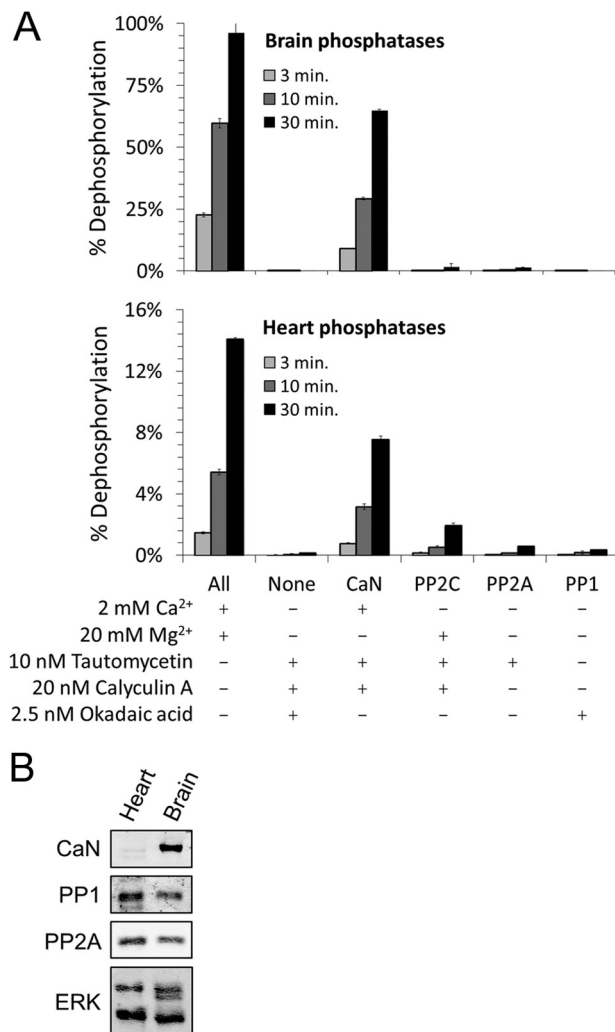 A
Brain phosphatases
3 min.
10 min.
30 min.
% Dephosphorylation
100%
75%
50%
25%
0%
Heart phosphatases
3 min.
10 min.
30 min.
% Dephosphorylation
16%
12%
8%
4%
0%
All None CaN PP2C PP2A PP1
2 mM Ca²⁺ + – + – – –
20 mM Mg²⁺ + – – + – –
10 nM Tautomycetin – + + + + –
20 nM Calyculin A – + + + – –
2.5 nM Okadaic acid – + – – – +
B
Heart Brain
CaN
PP1
PP2A
ERK